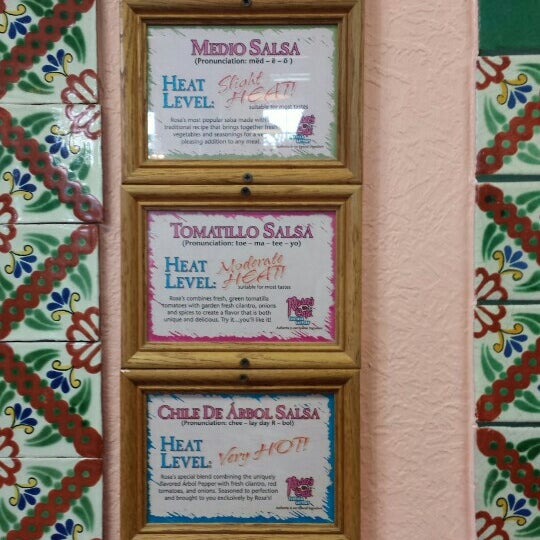 MEDIO SALSA
(Pronunciation: mēd – ē – ō )
HEAT
LEVEL:
Slight
HEAT!
suitable for most tastes
Rosa's most popular salsa made with
traditional recipe that brings together fresh
vegetables and seasonings for a
pleasing addition to any meal
TOMATILLO SALSA
(Pronunciation: toe – ma – tee – yo)
HEAT
LEVEL:
Moderate
HEAT!
suitable for most tastes
Rosa's combines fresh, green tomatillo
tomatoes with garden fresh cilantro, onions
and spices to create a flavor that is both
unique and delicious. Try it...you'll like it!
CHILE DE ÁRBOL SALSA
(Pronunciation: chee – lay day R – bol)
HEAT
LEVEL:
Very HOT!
Rosa's special blend combining the uniquely
flavored Arbol Pepper with fresh cilantro, red
tomatoes, and onions. Seasoned to perfection
and brought to you exclusively by Rosa's!